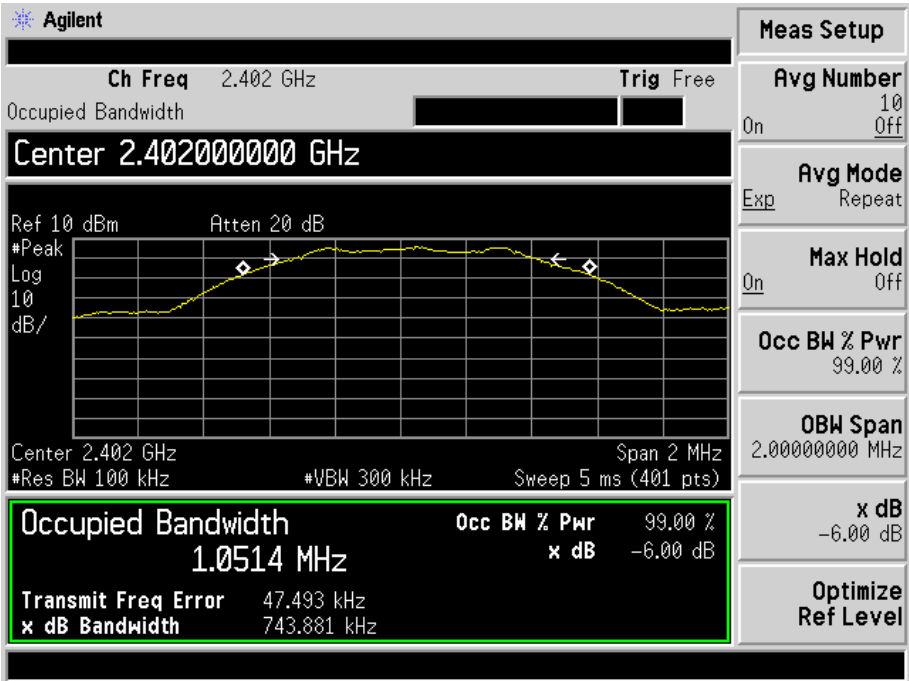 Agilent
Ch Freq 2.402 GHz Trig Free
Occupied Bandwidth
Center 2.402000000 GHz
Ref 10 dBm Atten 20 dB
#Peak
Log
10
dB/
Center 2.402 GHz Span 2 MHz
#Res BW 100 kHz #VBW 300 kHz Sweep 5 ms (401 pts)
Occupied Bandwidth Occ BW % Pwr 99.00 %
1.0514 MHz x dB -6.00 dB
Transmit Freq Error 47.493 kHz
x dB Bandwidth 743.881 kHz
Meas Setup
Avg Number
10
On Off
Avg Mode
Exp Repeat
Max Hold
On Off
Occ BW % Pwr
99.00 %
OBW Span
2.00000000 MHz
x dB
-6.00 dB
Optimize
Ref Level